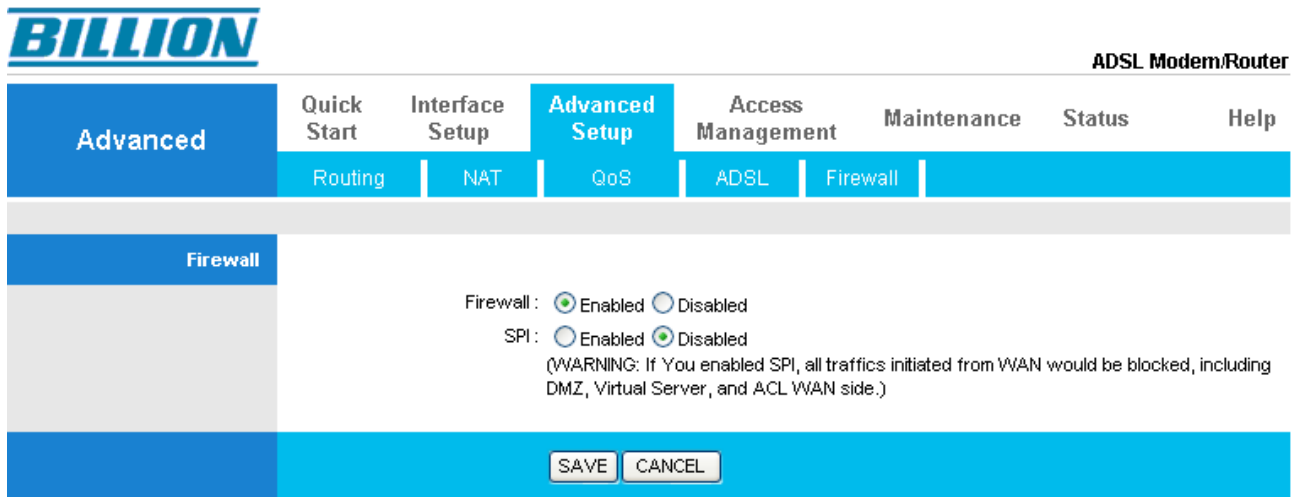 BILLION
ADSL Modem/Router
Advanced
Quick Start
Interface Setup
Advanced Setup
Access Management
Maintenance
Status
Help
Routing
NAT
QoS
ADSL
Firewall
Firewall
Firewall : Enabled Disabled
SPI : Enabled Disabled
(WARNING: If You enabled SPI, all traffics initiated from WAN would be blocked, including
DMZ, Virtual Server, and ACL WAN side.)
SAVE CANCEL